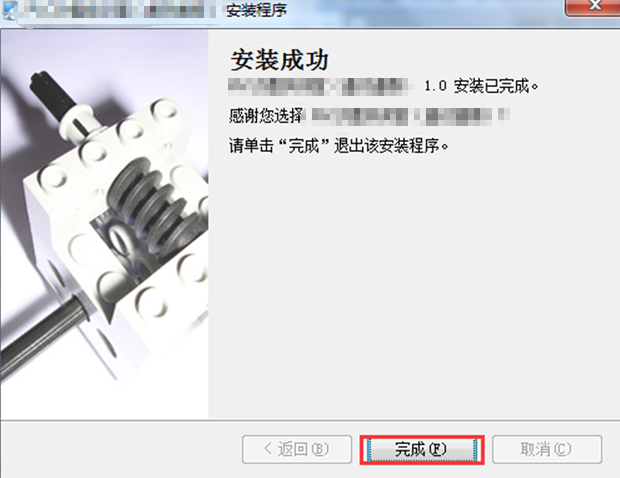 安装程序
安装成功
1.0 安装已完成。
感谢您选择
请单击“完成”退出该安装程序。
< 返回(B)
完成(F)
取消(C)